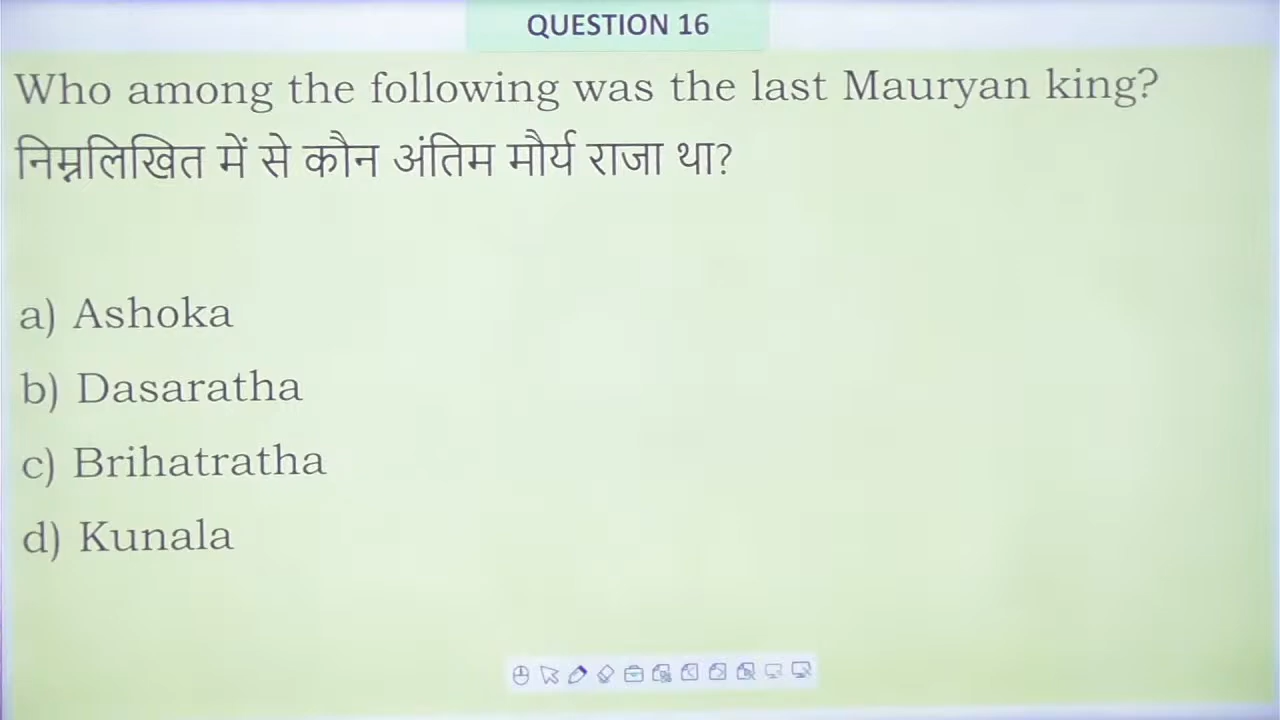 QUESTION 16
Who among the following was the last Mauryan king?
निम्नलिखित में से कौन अंतिम मौर्य राजा था?
a) Ashoka
b) Dasaratha
c) Brihatratha
d) Kunala